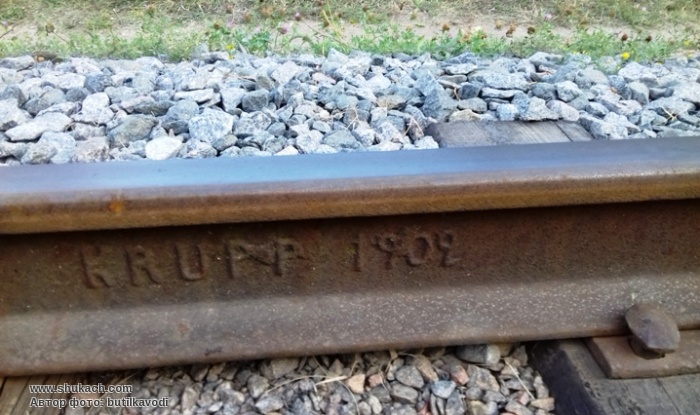 KRUPP 1902
www.shukach.com
Автор фото: butilkavodi